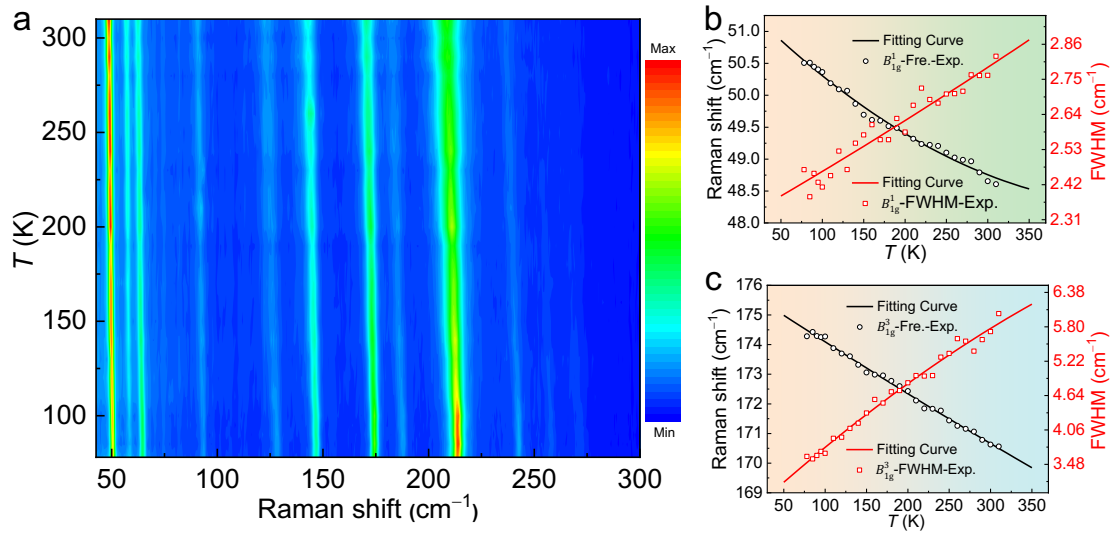 a
300
250
200
150
100
T (K)
50
100
150
200
250
300
Raman shift (cm⁻¹)
Max
Min
b
51.0
50.5
50.0
49.5
49.0
48.5
48.0
Raman shift (cm⁻¹)
Fitting Curve
B¹₁g-Fre.-Exp.
Fitting Curve
B¹₁g-FWHM-Exp.
2.86
2.75
2.64
2.53
2.42
2.31
FWHM (cm⁻¹)
50 100 150 200 250 300 350
T (K)
c
176
175
174
173
172
171
170
169
Raman shift (cm⁻¹)
Fitting Curve
B³₁g-Fre.-Exp.
Fitting Curve
B³₁g-FWHM-Exp.
6.38
5.80
5.22
4.64
4.06
3.48
FWHM (cm⁻¹)
50 100 150 200 250 300 350
T (K)